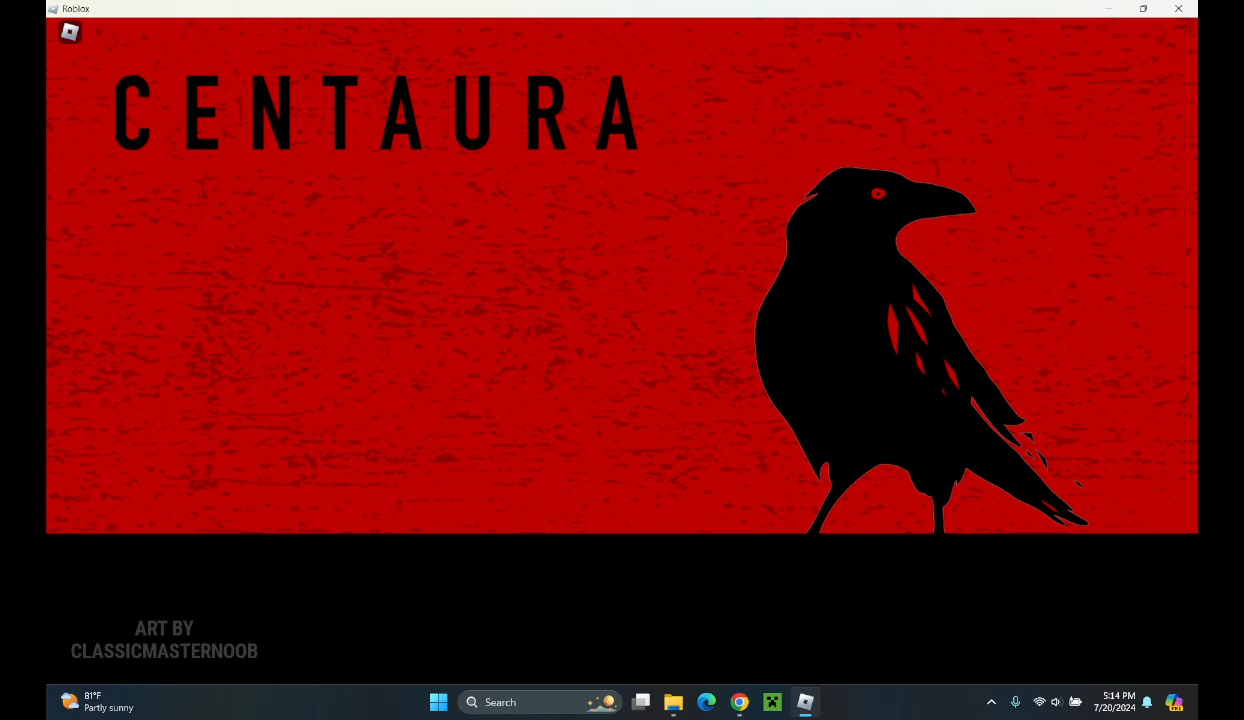 Roblox
CENTAURA
ART BY
CLASSICMASTERNOOB
81°F
Partly sunny
Search
5:14 PM
7/20/2024